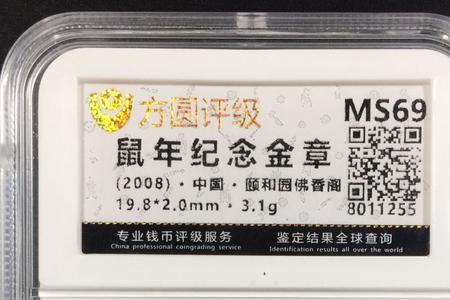 方圆评级
MS69
鼠年纪念金章
(2008)·中国·颐和园佛香阁
19.8*2.0mm·3.1g
8011255
专业钱币评级服务
China professional coingrading service
鉴定结果全球查询
Identification results all over the world